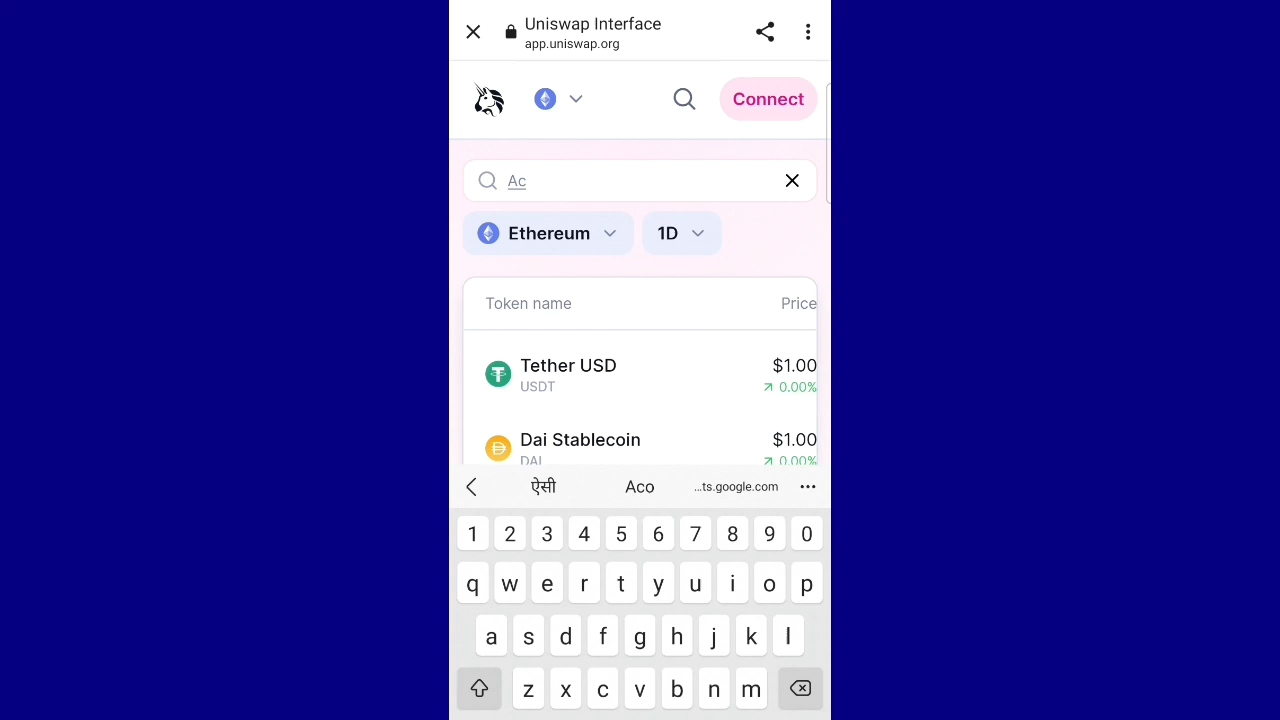 Uniswap Interface
app.uniswap.org
Connect
Ac
Ethereum 1D
Token name Price
Tether USD $1.00
USDT 0.00%
Dai Stablecoin $1.00
DAI 0.00%
ऐसी Aco ...ts.google.com
1 2 3 4 5 6 7 8 9 0
q w e r t y u i o p
a s d f g h j k l
z x c v b n m